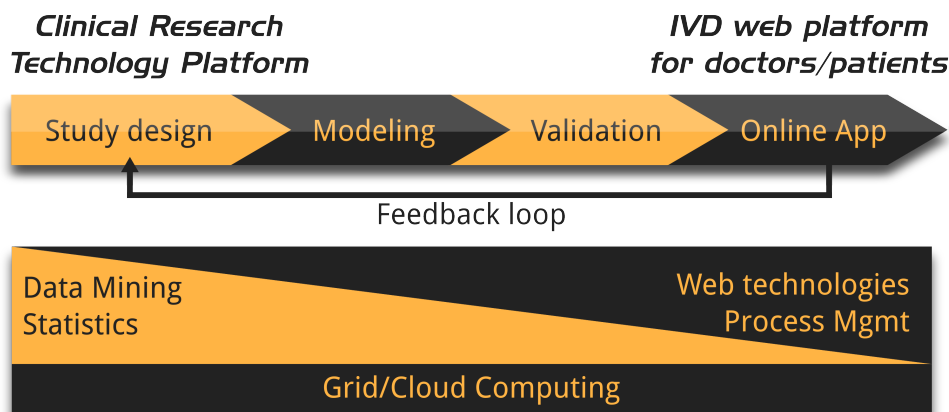 Clinical Research
Technology Platform
IVD web platform
for doctors/patients
Study design
Modeling
Validation
Online App
Feedback loop
Data Mining
Statistics
Web technologies
Process Mgmt
Grid/Cloud Computing